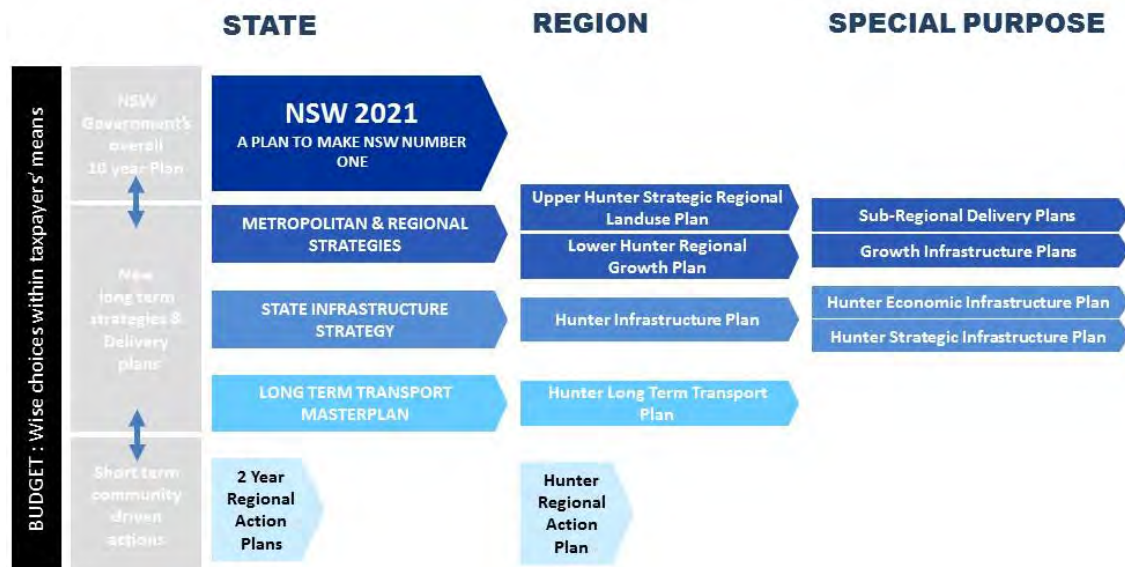 STATE
REGION
SPECIAL PURPOSE
BUDGET : Wise choices within taxpayers' means
NSW
Government's
overall
10 year Plan
NSW 2021
A PLAN TO MAKE NSW NUMBER
ONE
New
long term
strategies &
Delivery
plans
METROPOLITAN & REGIONAL
STRATEGIES
Upper Hunter Strategic Regional
Landuse Plan
Lower Hunter Regional
Growth Plan
Sub-Regional Delivery Plans
Growth Infrastructure Plans
STATE INFRASTRUCTURE
STRATEGY
Hunter Infrastructure Plan
Hunter Economic Infrastructure Plan
Hunter Strategic Infrastructure Plan
LONG TERM TRANSPORT
MASTERPLAN
Hunter Long Term Transport
Plan
Short term
community
driven
actions
2 Year
Regional
Action
Plans
Hunter
Regional
Action
Plan